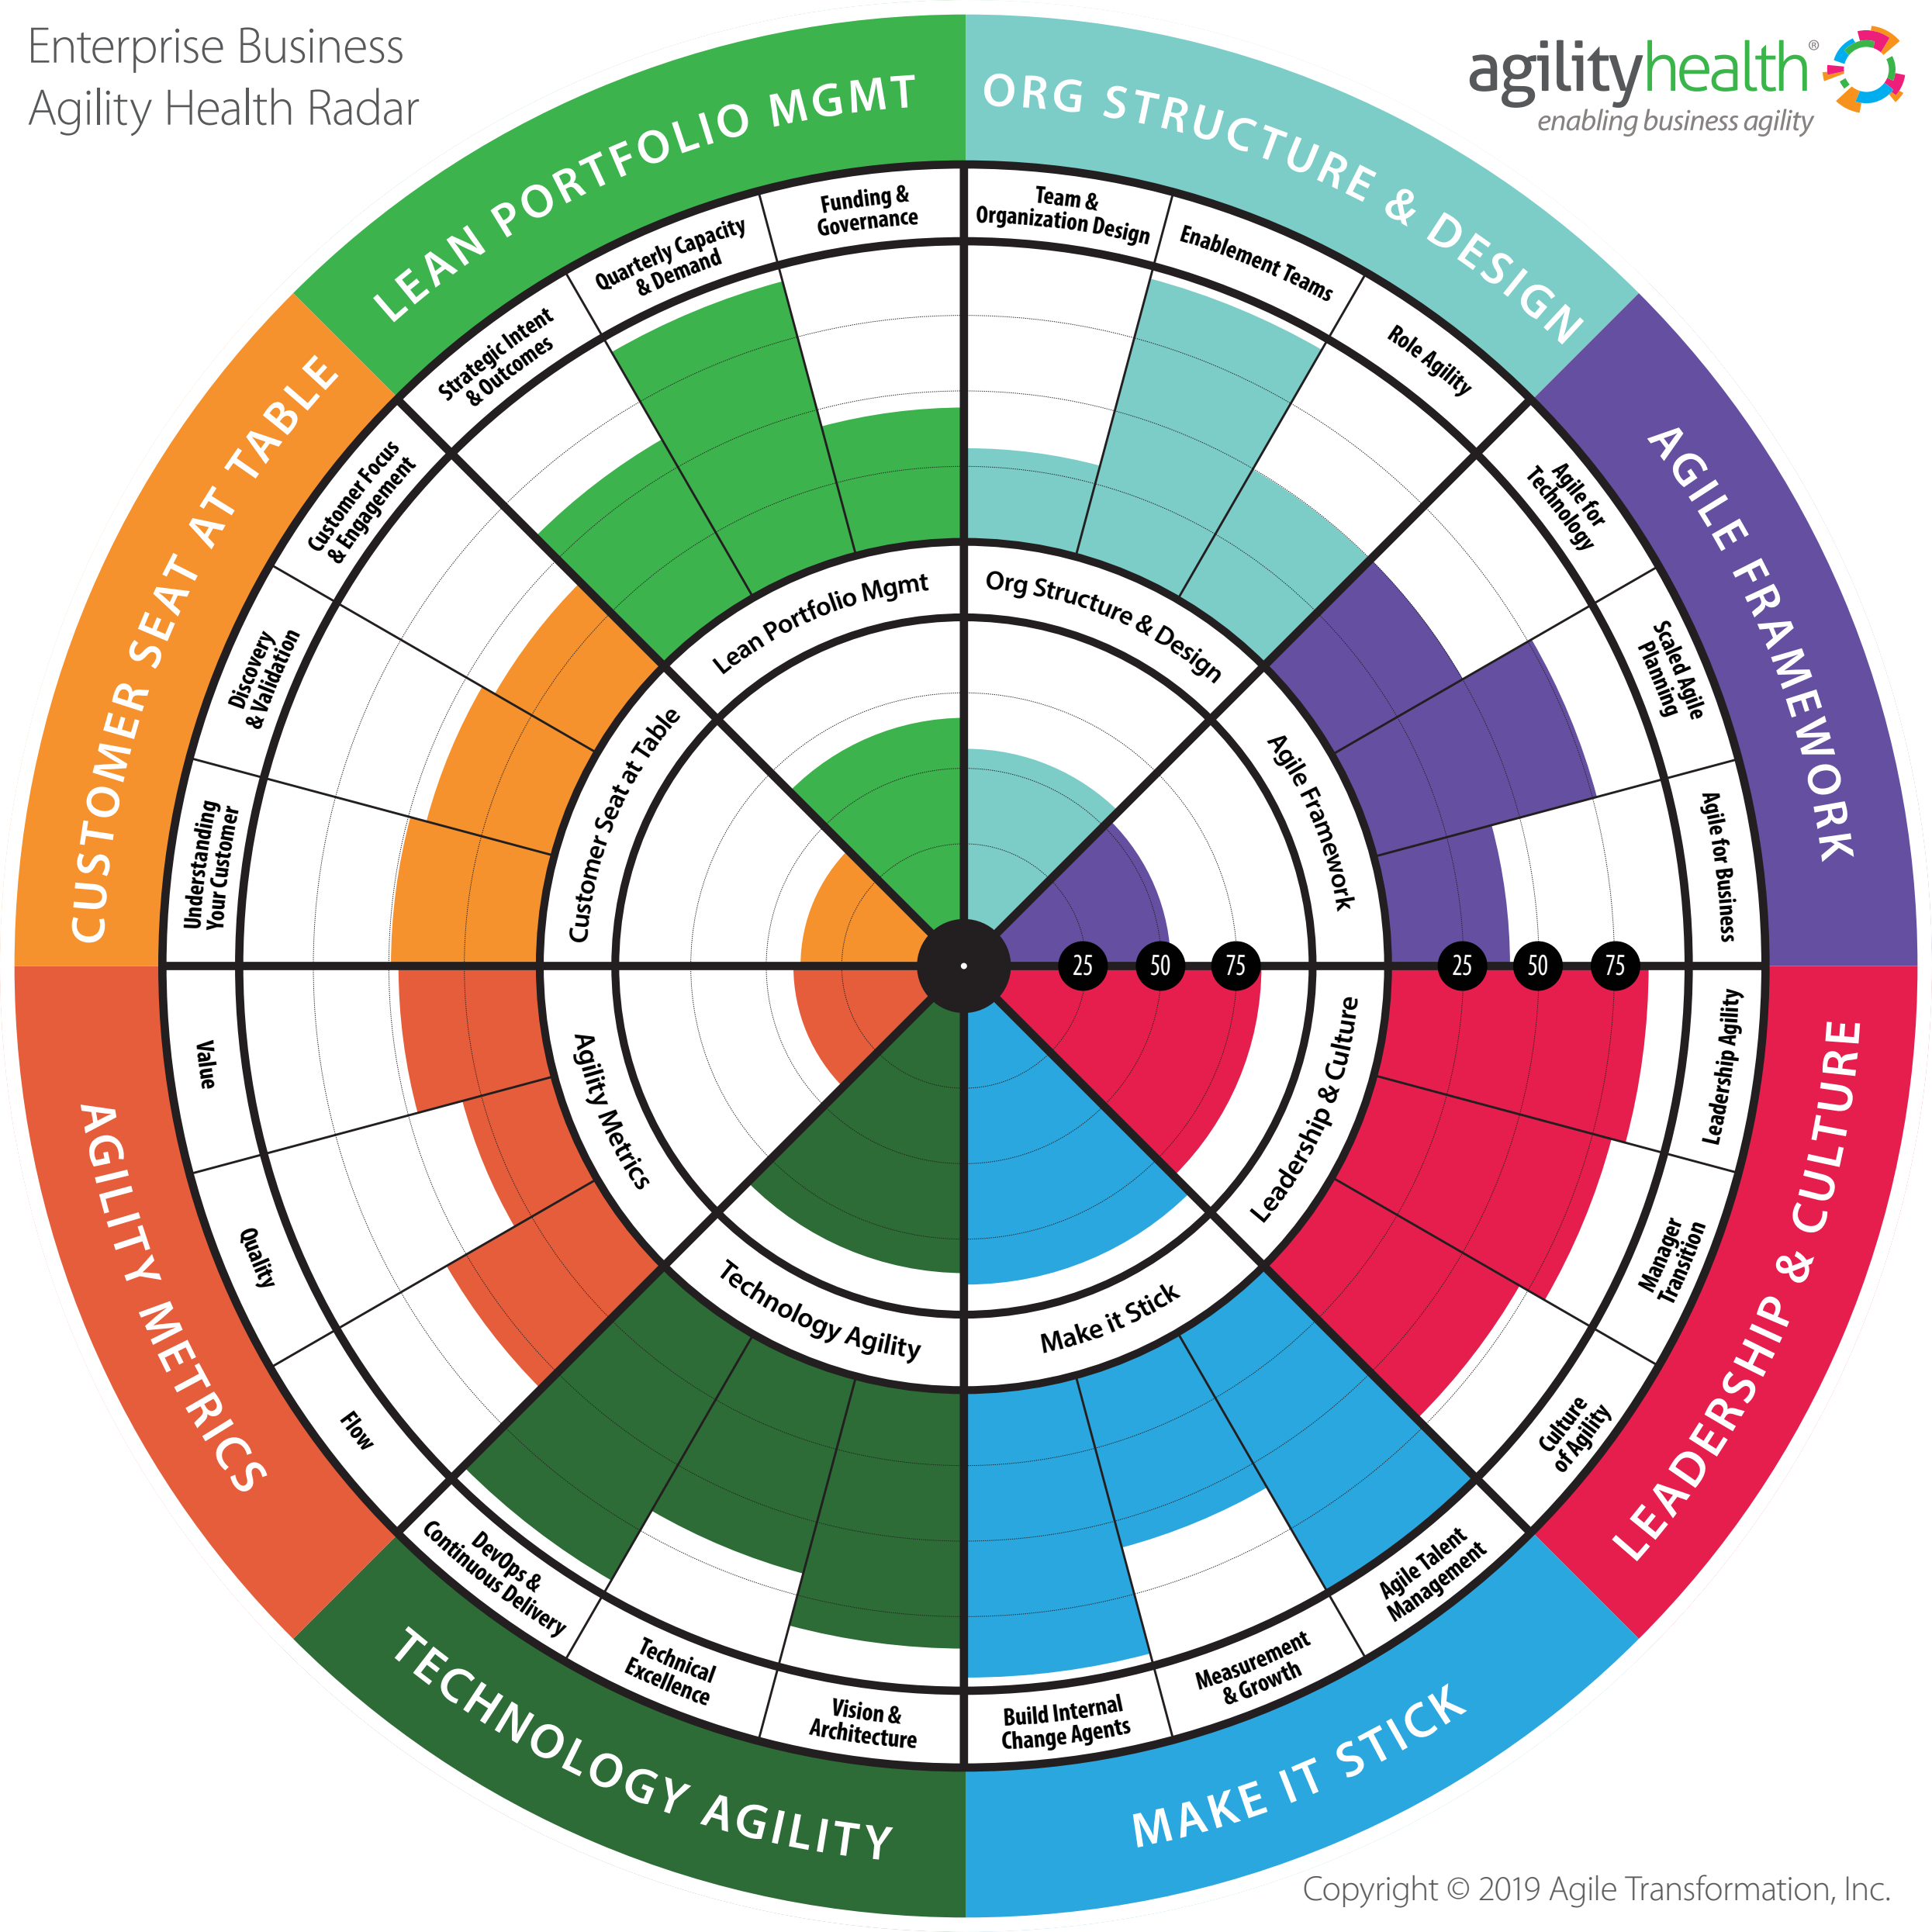 Enterprise Business
Agility Health Radar
agilityhealth®
enabling business agility
LEAN PORTFOLIO MGMT
ORG STRUCTURE & DESIGN
AGILE FRAMEWORK
LEADERSHIP & CULTURE
MAKE IT STICK
TECHNOLOGY AGILITY
AGILITY METRICS
CUSTOMER SEAT AT TABLE
Strategic Intent
& Outcomes
Quarterly Capacity
& Demand
Funding &
Governance
Team &
Organization Design
Enablement Teams
Role Agility
Agile for
Technology
Scaled Agile
Planning
Agile for Business
Leadership Agility
Manager
Transition
Culture
of Agility
Agile Talent
Management
Measurement
& Growth
Build Internal
Change Agents
Vision &
Architecture
Technical
Excellence
DevOps &
Continuous Delivery
Flow
Quality
Value
Understanding
Your Customer
Discovery
& Validation
Customer Focus
& Engagement
Lean Portfolio Mgmt
Org Structure & Design
Agile Framework
Leadership & Culture
Make it Stick
Technology Agility
Agility Metrics
Customer Seat at Table
25 50 75 25 50 75
Copyright © 2019 Agile Transformation, Inc.